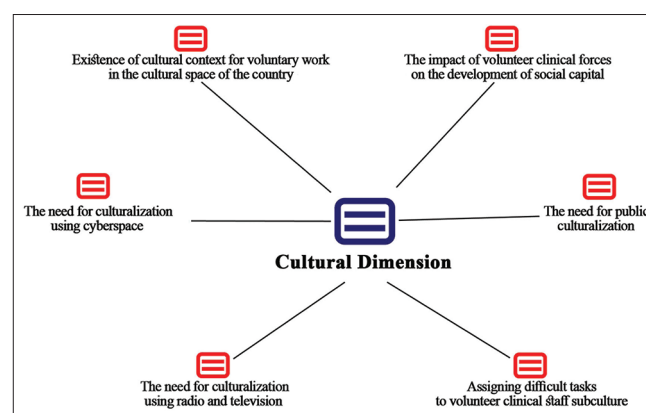 Existence of cultural context for voluntary work
in the cultural space of the country
The impact of volunteer clinical forces
on the development of social capital
The need for culturalization
using cyberspace
The need for public
culturalization
Cultural Dimension
The need for culturalization
using radio and television
Assigning difficult tasks
to volunteer clinical staff subculture